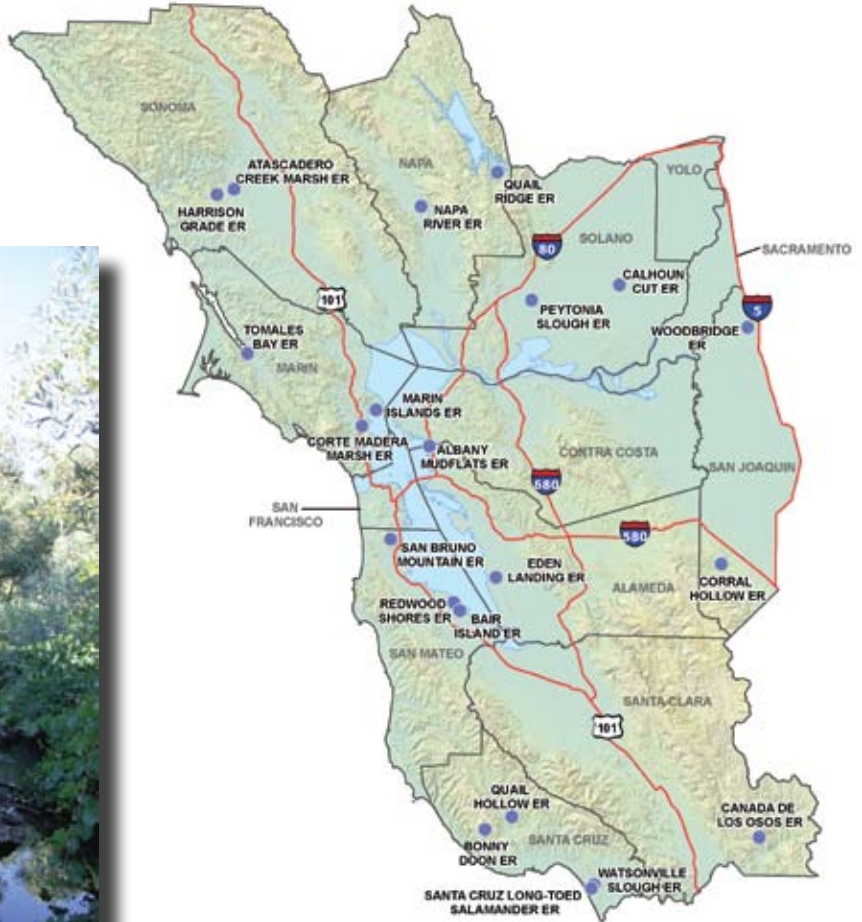 SONOMA
ATASCADERO
CREEK MARSH ER
HARRISON
GRADE ER
NAPA
NAPA
RIVER ER
QUAIL
RIDGE ER
YOLO
80
SOLANO
SACRAMENTO
CALHOUN
CUT ER
PEYTONIA
SLOUGH ER
5
WOODBRIDGE
ER
101
TOMALES
BAY ER
MARIN
MARIN
ISLANDS ER
CORTE MADERA
MARSH ER
ALBANY
MUDFLATS ER
CONTRA COSTA
SAN JOAQUIN
680
SAN
FRANCISCO
580
SAN BRUNO
MOUNTAIN ER
EDEN
LANDING ER
ALAMEDA
CORRAL
HOLLOW ER
REDWOOD
SHORES ER
BAIR
ISLAND ER
SAN MATEO
SANTA CLARA
101
QUAIL
HOLLOW ER
BONNY
DOON ER
SANTA CRUZ
CANADA DE
LOS OSOS ER
WATSONVILLE
SLOUGH ER
SANTA CRUZ LONG-TOED
SALAMANDER ER